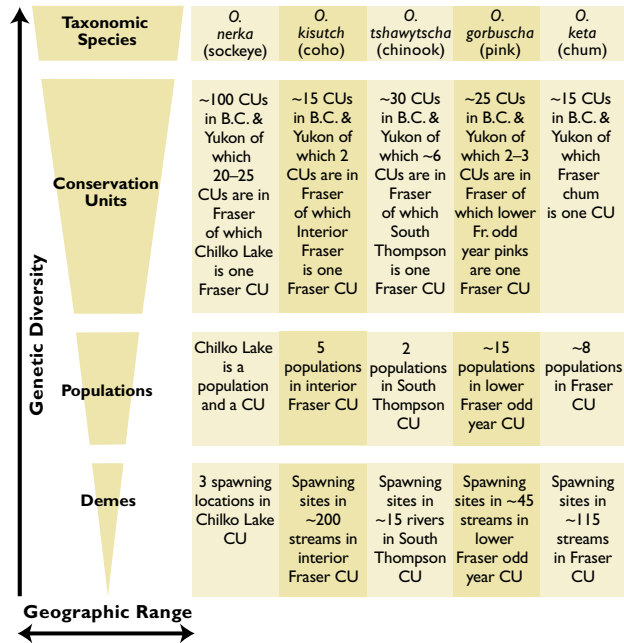 Taxonomic
Species
O.
nerka
(sockeye)
O.
kisutch
(coho)
O.
tshawytscha
(chinook)
O.
gorbuscha
(pink)
O.
keta
(chum)
Conservation
Units
~100 CUs
in B.C. &
Yukon of
which
20–25
CUs are in
Fraser
of which
Chilko Lake
is one
Fraser CU
~15 CUs
in B.C. &
Yukon of
which 2
CUs are in
Fraser
of which
Interior
Fraser
is one
Fraser CU
~30 CUs
in B.C. &
Yukon of
which ~6
CUs are in
Fraser
of which
South
Thompson
is one
Fraser CU
~25 CUs
in B.C. &
Yukon of
which 2–3
CUs are in
Fraser of
which lower
Fr. odd
year pinks
are one
Fraser CU
~15 CUs
in B.C. &
Yukon of
which
Fraser
chum
is one CU
Populations
Chilko Lake
is a
population
and a CU
5
populations
in interior
Fraser CU
2
populations
in South
Thompson
CU
~15
populations
in lower
Fraser odd
year CU
~8
populations
in Fraser
CU
Demes
3 spawning
locations in
Chilko Lake
CU
Spawning
sites in
~200
streams in
interior
Fraser CU
Spawning
sites in
~15 rivers
in South
Thompson
CU
Spawning
sites in ~45
streams in
lower
Fraser odd
year CU
Spawning
sites in
~115
streams
in Fraser
CU
Genetic Diversity
Geographic Range